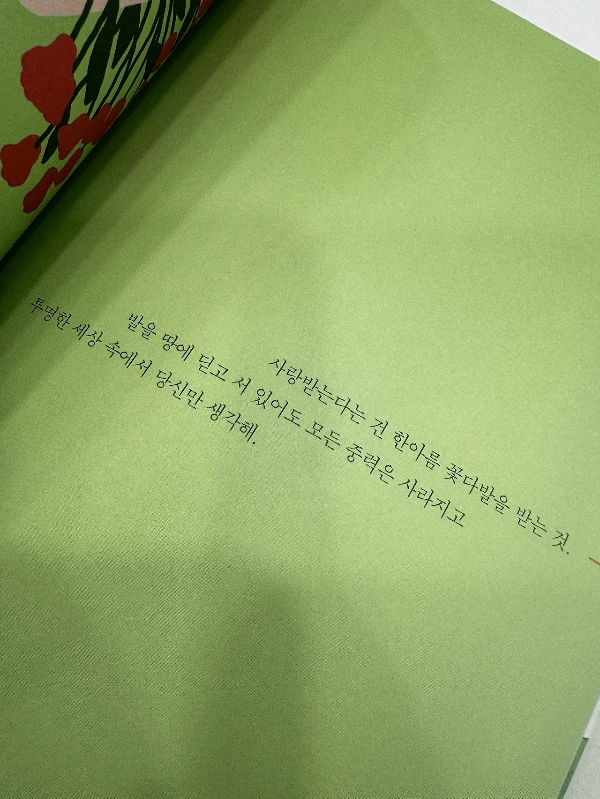 사랑받는다는 건 한아름 꽃다발을 받는 것.
발을 땅에 딛고 서 있어도 모든 중력은 사라지고
투명한 세상 속에서 당신만 생각해.